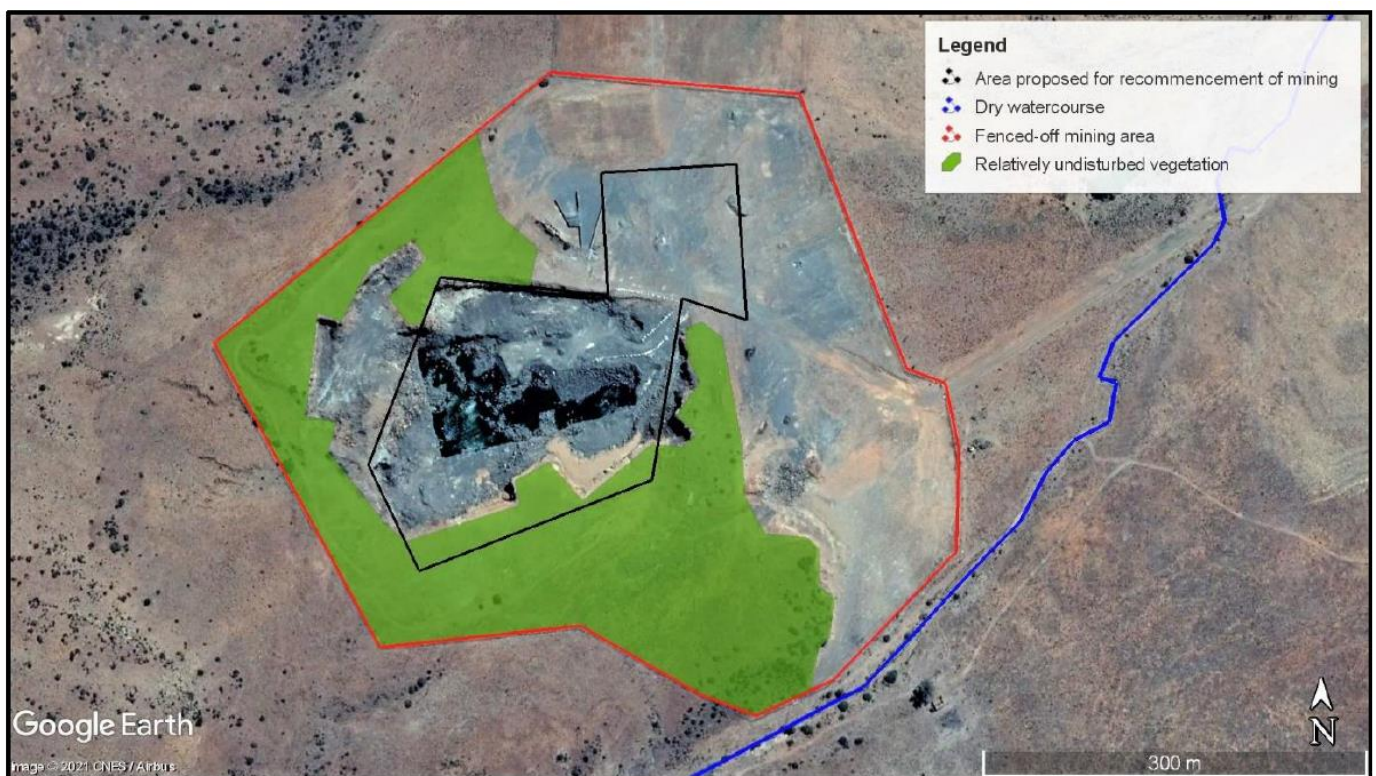 Legend
Area proposed for recommencement of mining
Dry watercourse
Fenced-off mining area
Relatively undisturbed vegetation
Google Earth
N
Image © 2021 CNES / Airbus
300 m